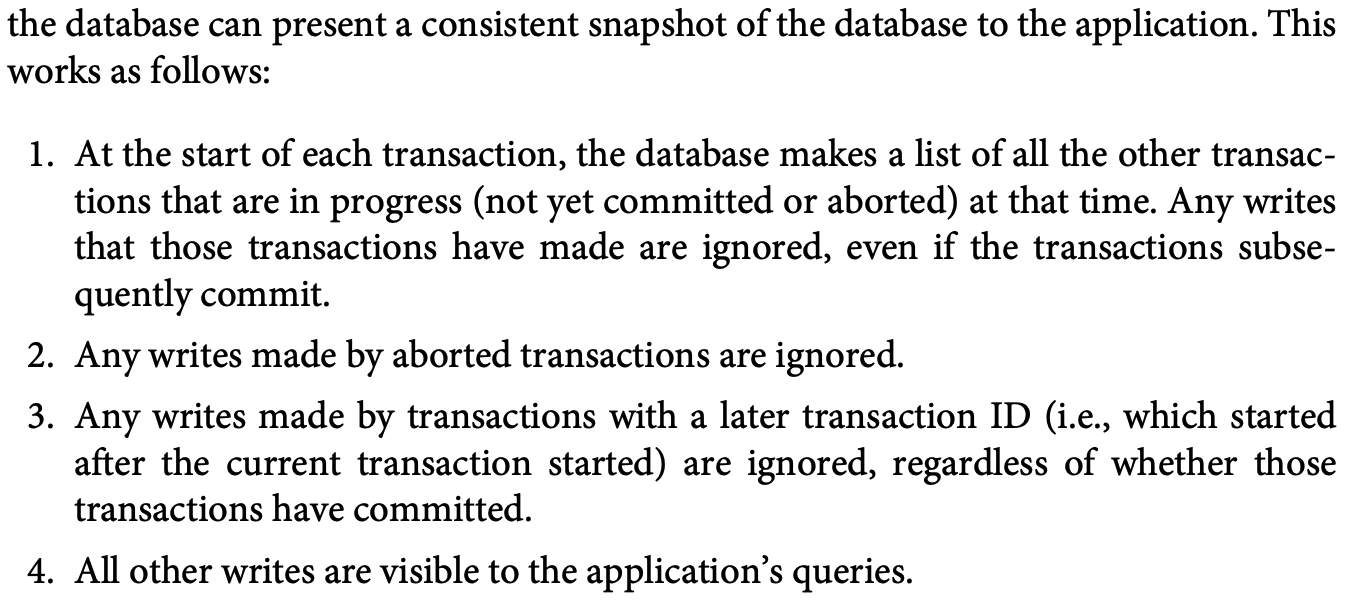 the database can present a consistent snapshot of the database to the application. This
works as follows:
1. At the start of each transaction, the database makes a list of all the other transac-
tions that are in progress (not yet committed or aborted) at that time. Any writes
that those transactions have made are ignored, even if the transactions subse-
quently commit.
2. Any writes made by aborted transactions are ignored.
3. Any writes made by transactions with a later transaction ID (i.e., which started
after the current transaction started) are ignored, regardless of whether those
transactions have committed.
4. All other writes are visible to the application’s queries.